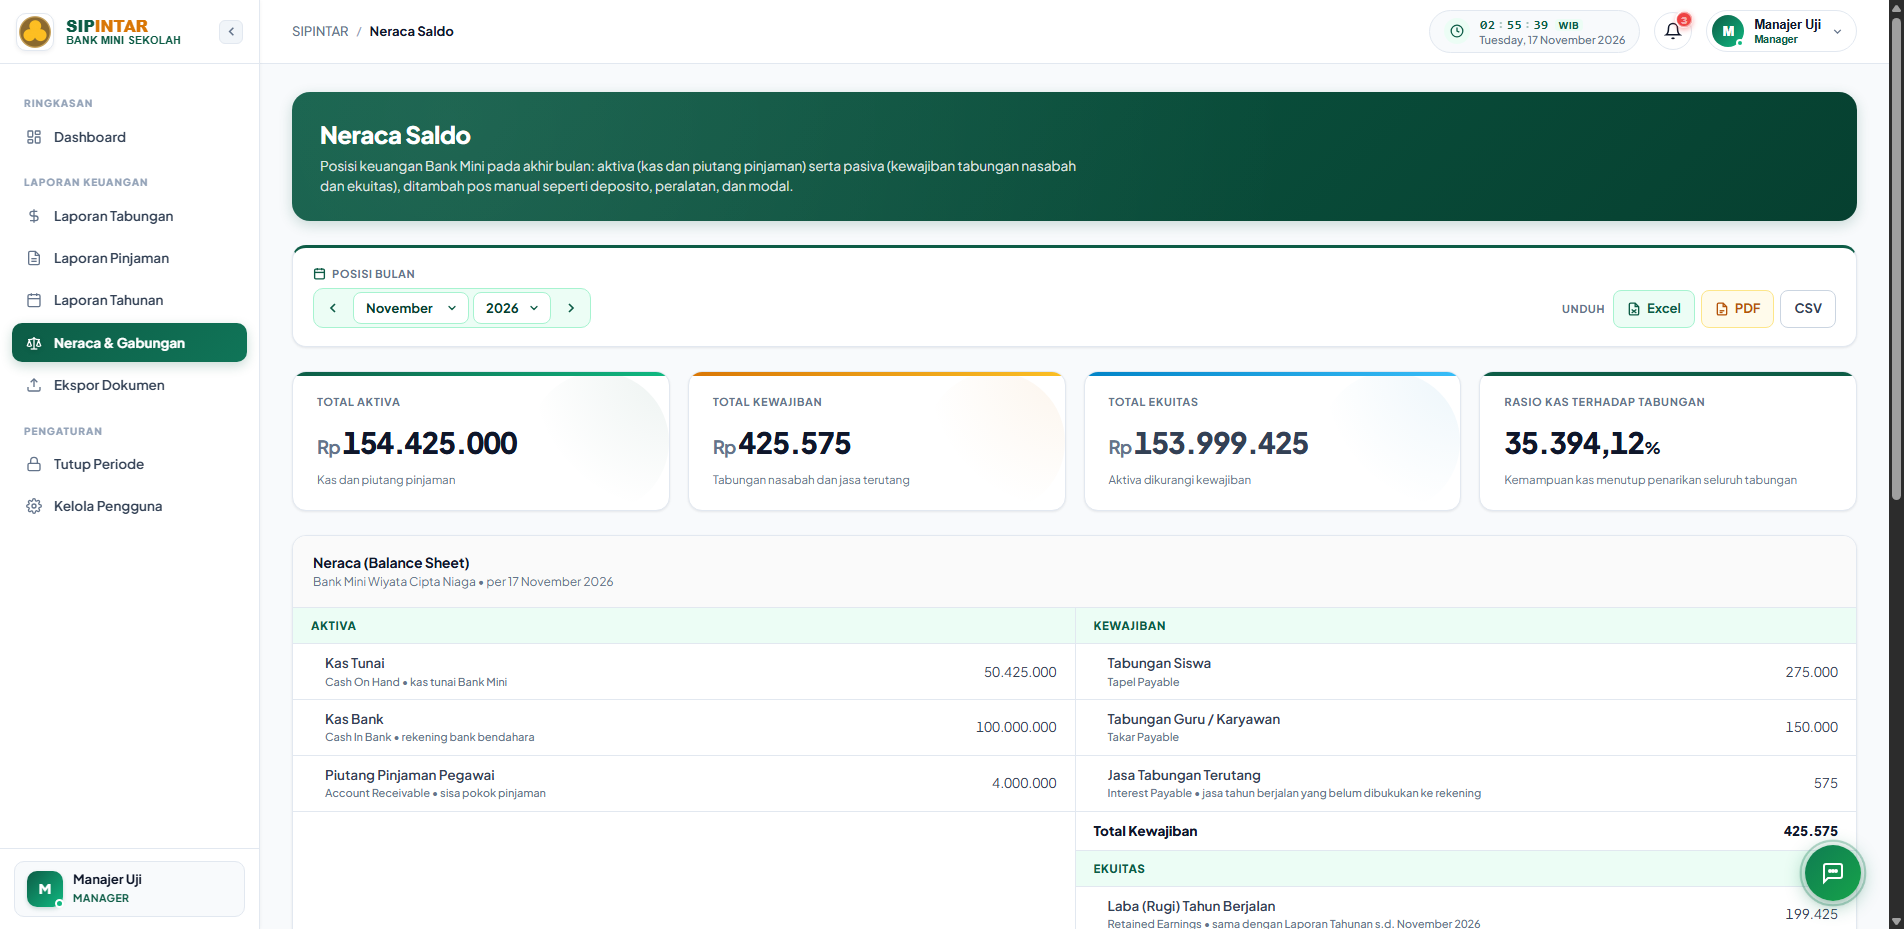 SIPINTAR
BANK MINI SEKOLAH
SIPINTAR / Neraca Saldo
02 : 55 : 39 WIB
Tuesday, 17 November 2026
3
M
Manajer Uji
Manager
RINGKASAN
Dashboard
LAPORAN KEUANGAN
Laporan Tabungan
Laporan Pinjaman
Laporan Tahunan
Neraca & Gabungan
Ekspor Dokumen
PENGATURAN
Tutup Periode
Kelola Pengguna
M
Manajer Uji
MANAGER
Neraca Saldo
Posisi keuangan Bank Mini pada akhir bulan: aktiva (kas dan piutang pinjaman) serta pasiva (kewajiban tabungan nasabah
dan ekuitas), ditambah pos manual seperti deposito, peralatan, dan modal.
POSISI BULAN
November
2026
UNDUH
Excel
PDF
CSV
TOTAL AKTIVA
Rp154.425.000
Kas dan piutang pinjaman
TOTAL KEWAJIBAN
Rp425.575
Tabungan nasabah dan jasa terutang
TOTAL EKUITAS
Rp153.999.425
Aktiva dikurangi kewajiban
RASIO KAS TERHADAP TABUNGAN
35.394,12%
Kemampuan kas menutup penarikan seluruh tabungan
Neraca (Balance Sheet)
Bank Mini Wiyata Cipta Niaga • per 17 November 2026
AKTIVA
Kas Tunai
Cash On Hand • kas tunai Bank Mini
50.425.000
Kas Bank
Cash In Bank • rekening bank bendahara
100.000.000
Piutang Pinjaman Pegawai
Account Receivable • sisa pokok pinjaman
4.000.000
KEWAJIBAN
Tabungan Siswa
Tapel Payable
275.000
Tabungan Guru / Karyawan
Takar Payable
150.000
Jasa Tabungan Terutang
Interest Payable • jasa tahun berjalan yang belum dibukukan ke rekening
575
Total Kewajiban
425.575
EKUITAS
Laba (Rugi) Tahun Berjalan
Retained Earnings • sama dengan Laporan Tahunan s.d. November 2026
199.425